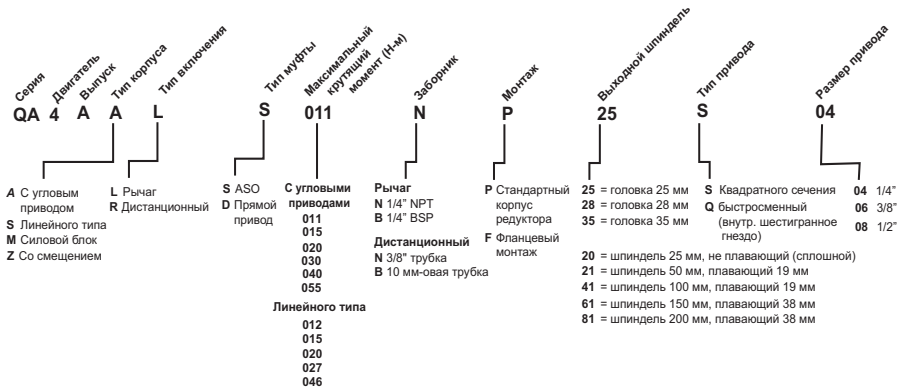 Серия
Двигатель
Выпуск
Тип корпуса
Тип включения
Тип муфты
Максимальный
крутящий
момент (Н-м)
Заборник
Монтаж
Выходной шпиндель
Тип привода
Размер привода
QA 4 A A L S 011 N P 25 S 04
A С угловым
приводом
S Линейного типа
M Силовой блок
Z Со смещением
L Рычаг
R Дистанционный
S ASO
D Прямой
привод
С угловыми
приводами
011
015
020
030
040
055
Линейного типа
012
015
020
027
046
Рычаг
N 1/4” NPT
B 1/4” BSP
Дистанционный
N 3/8" трубка
B 10 мм-овая трубка
P Стандартный
корпус
редуктора
F Фланцевый
монтаж
25 = головка 25 мм
28 = головка 28 мм
35 = головка 35 мм
20 = шпиндель 25 мм, не плавающий (сплошной)
21 = шпиндель 50 мм, плавающий 19 мм
41 = шпиндель 100 мм, плавающий 19 мм
61 = шпиндель 150 мм, плавающий 38 мм
81 = шпиндель 200 мм, плавающий 38 мм
S Квадратного сечения
Q быстросменный
(внутр. шестигранное
гнездо)
04 1/4”
06 3/8”
08 1/2”